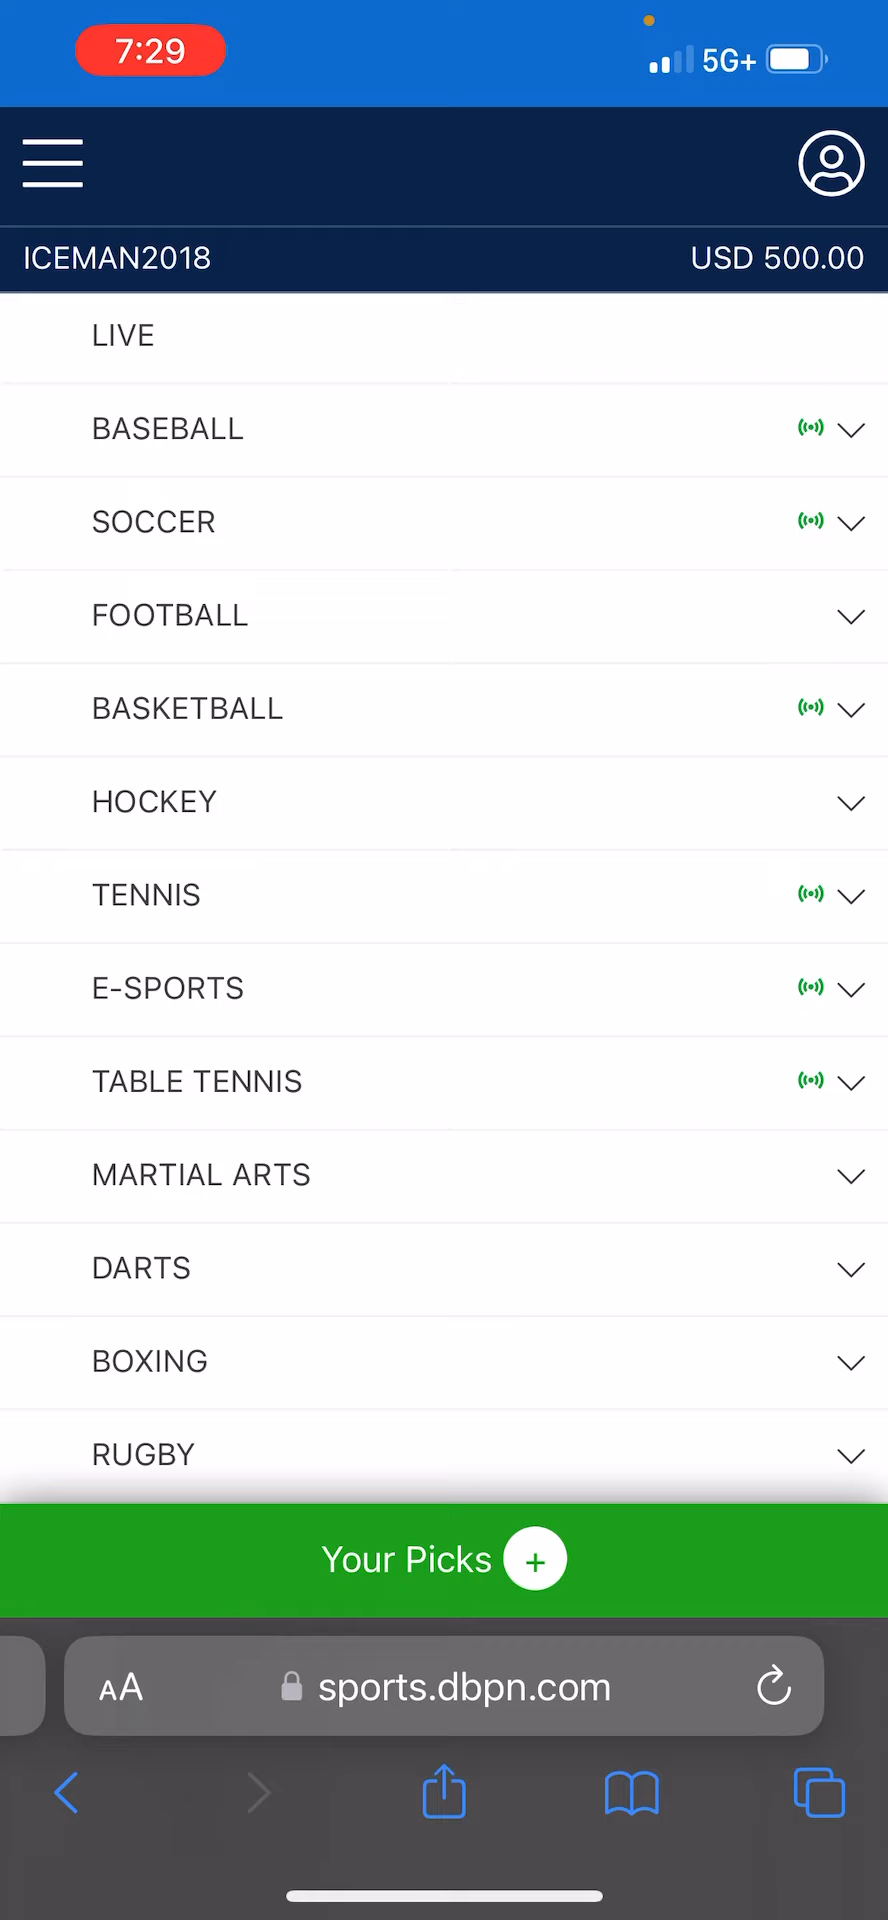 7:29
5G+
ICEMAN2018
USD 500.00
LIVE
BASEBALL
SOCCER
FOOTBALL
BASKETBALL
HOCKEY
TENNIS
E-SPORTS
TABLE TENNIS
MARTIAL ARTS
DARTS
BOXING
RUGBY
Your Picks +
AA
sports.dbpn.com